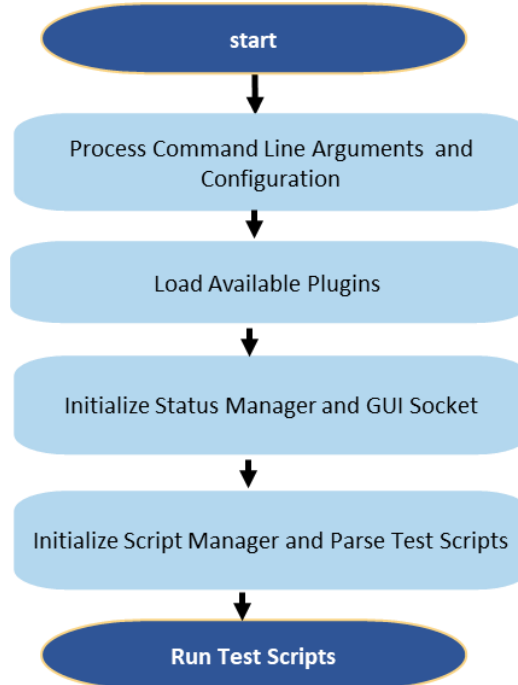 start
Process Command Line Arguments and
Configuration
Load Available Plugins
Initialize Status Manager and GUI Socket
Initialize Script Manager and Parse Test Scripts
Run Test Scripts